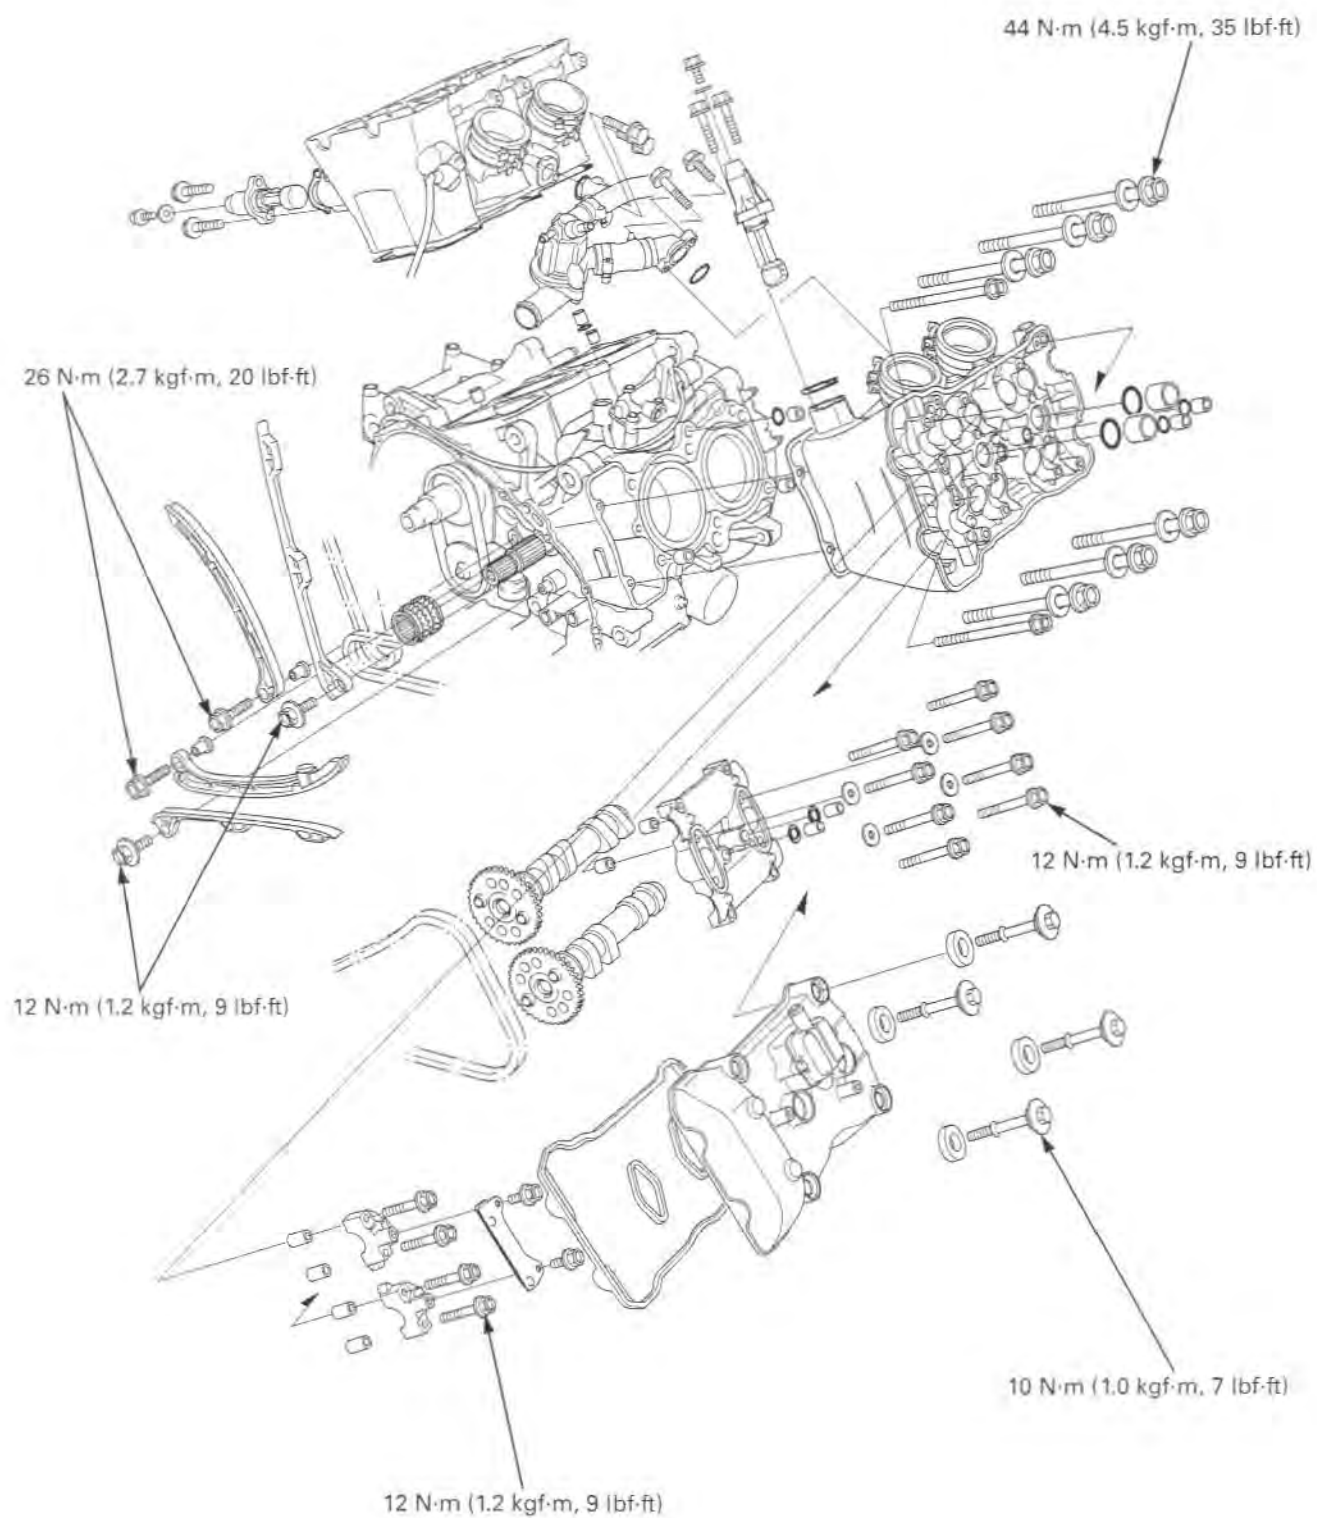 44 N·m (4.5 kgf·m, 35 lbf·ft)
26 N·m (2.7 kgf·m, 20 lbf·ft)
12 N·m (1.2 kgf·m, 9 lbf·ft)
12 N·m (1.2 kgf·m, 9 lbf·ft)
10 N·m (1.0 kgf·m, 7 lbf·ft)
12 N·m (1.2 kgf·m, 9 lbf·ft)